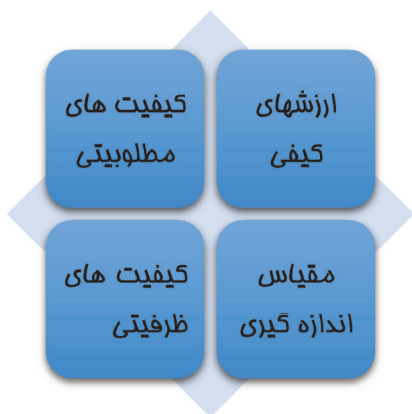 ارزشهای
کیفی
کیفیت های
مطلوبیتی
مقیاس
اندازه گیری
کیفیت های
ظرفیتی